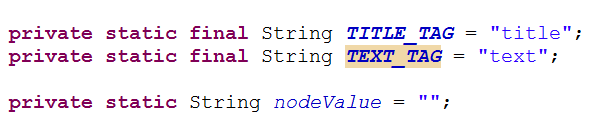 private static final String TITLE_TAG = "title";
private static final String TEXT_TAG = "text";
private static String nodeValue = "";